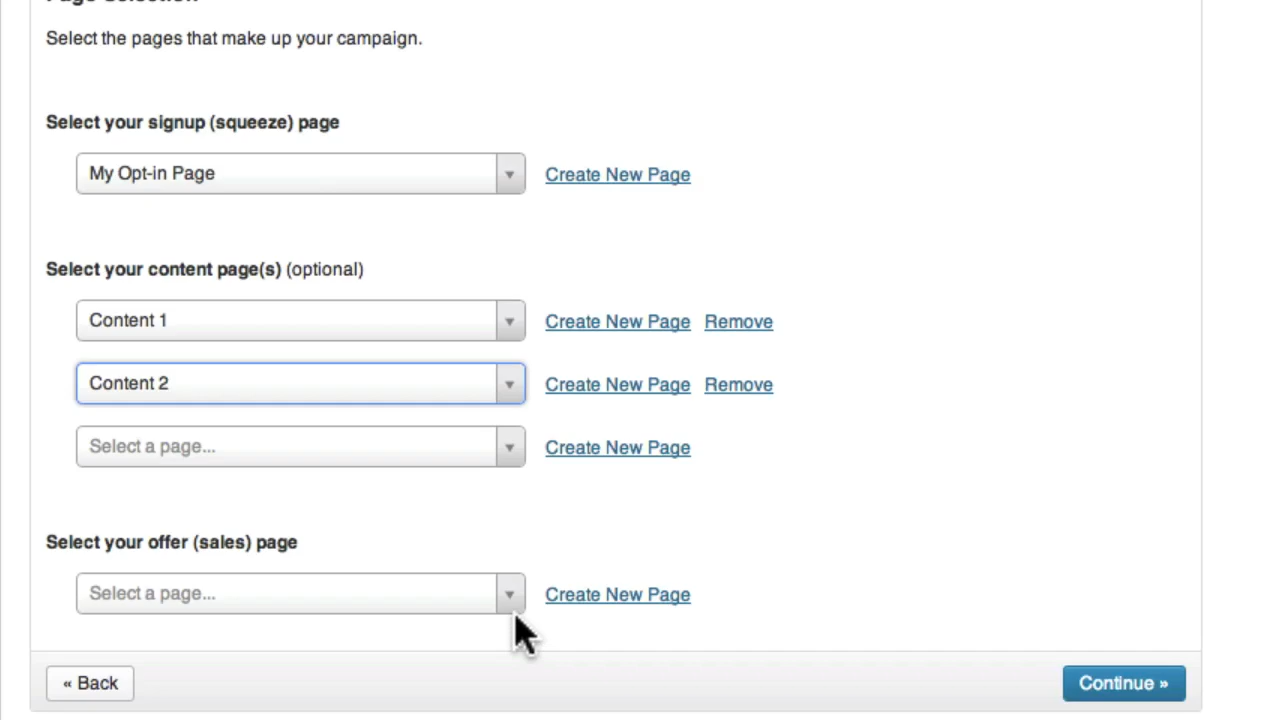 Page Selection
Select the pages that make up your campaign.
Select your signup (squeeze) page
My Opt-in Page Create New Page
Select your content page(s) (optional)
Content 1 Create New Page Remove
Content 2 Create New Page Remove
Select a page... Create New Page
Select your offer (sales) page
Select a page... Create New Page
« Back Continue »